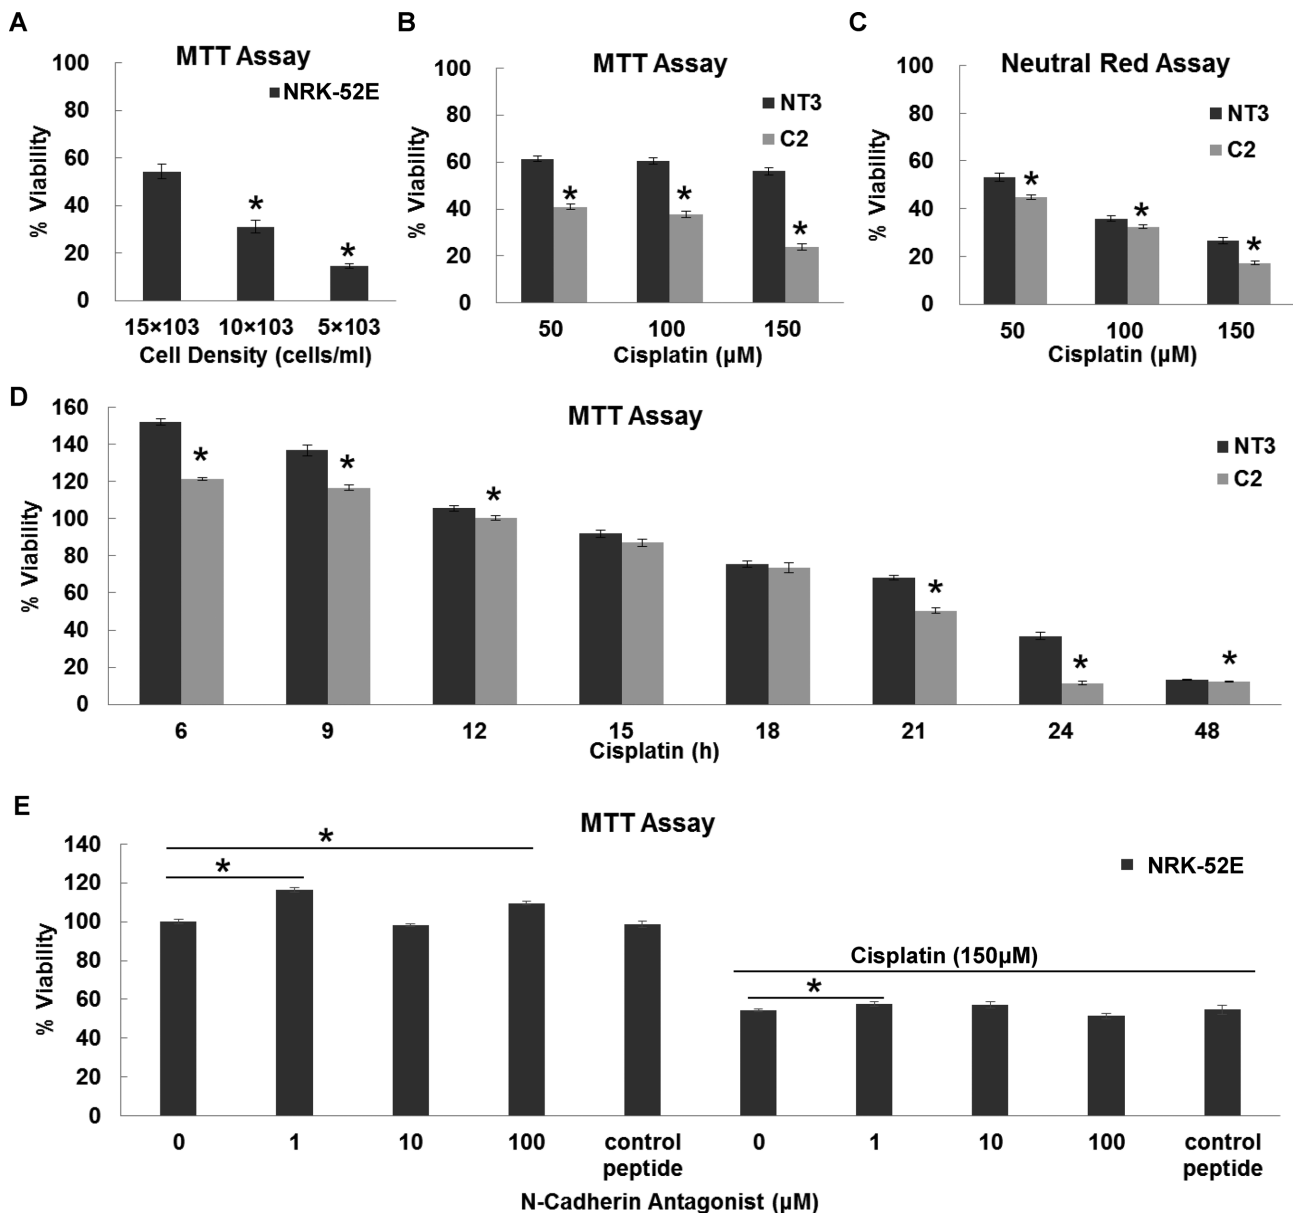 A
MTT Assay
NRK-52E
% Viability
100
80
60
40
20
0
*
*
15×103 10×103 5×103
Cell Density (cells/ml)
B
MTT Assay
NT3
C2
% Viability
100
80
60
40
20
0
*
*
*
50 100 150
Cisplatin (µM)
C
Neutral Red Assay
NT3
C2
% Viability
100
80
60
40
20
0
*
*
*
50 100 150
Cisplatin (µM)
D
MTT Assay
NT3
C2
% Viability
160
140
120
100
80
60
40
20
0
*
*
*
*
*
*
6 9 12 15 18 21 24 48
Cisplatin (h)
E
MTT Assay
NRK-52E
% Viability
140
120
100
80
60
40
20
0
*
*
Cisplatin (150µM)
*
0 1 10 100 control peptide 0 1 10 100 control peptide
N-Cadherin Antagonist (µM)